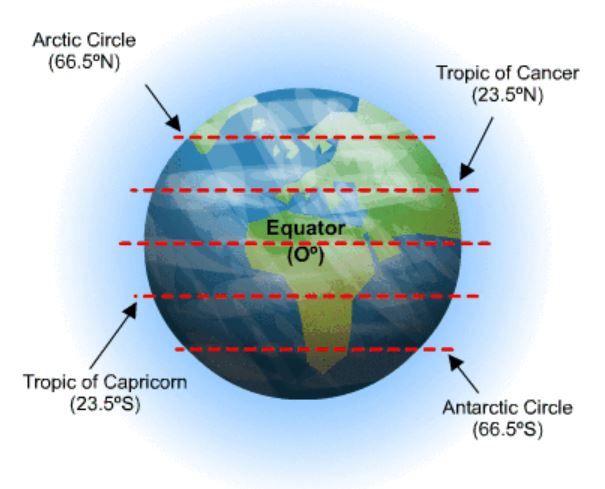 Arctic Circle
(66.5ºN)
Tropic of Cancer
(23.5ºN)
Equator
(Oº)
Tropic of Capricorn
(23.5ºS)
Antarctic Circle
(66.5ºS)